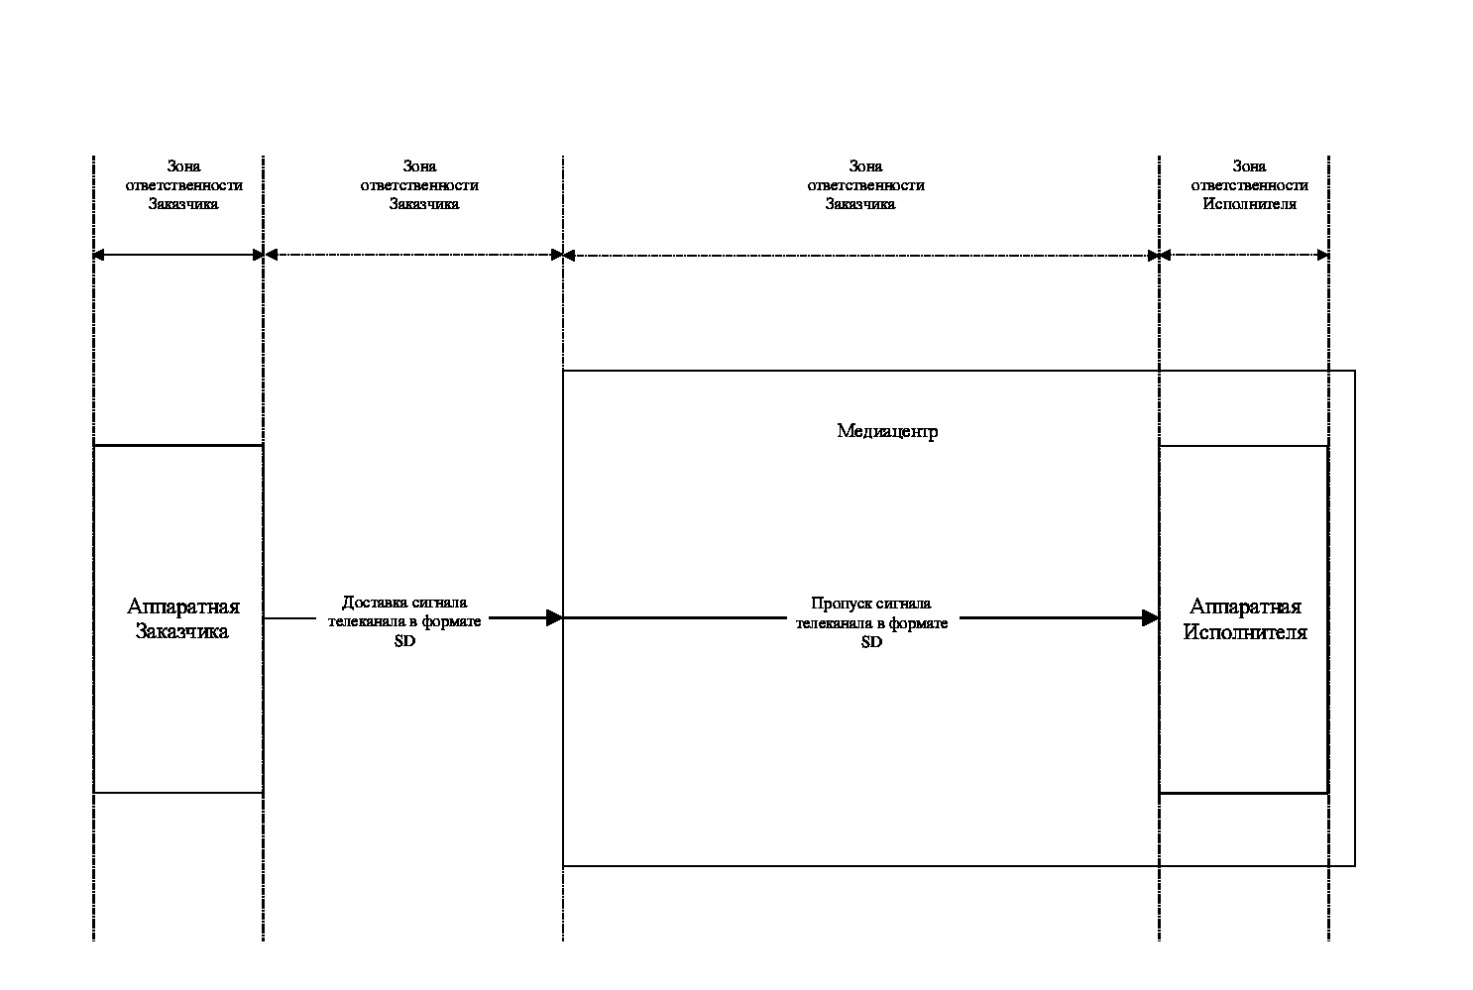 Зона
ответственности
Заказчика
Зона
ответственности
Заказчика
Зона
ответственности
Заказчика
Зона
ответственности
Исполнителя
Медиацентр
Аппаратная
Заказчика
Доставка сигнала
телеканала в формате
SD
Пропуск сигнала
телеканала в формате
SD
Аппаратная
Исполнителя